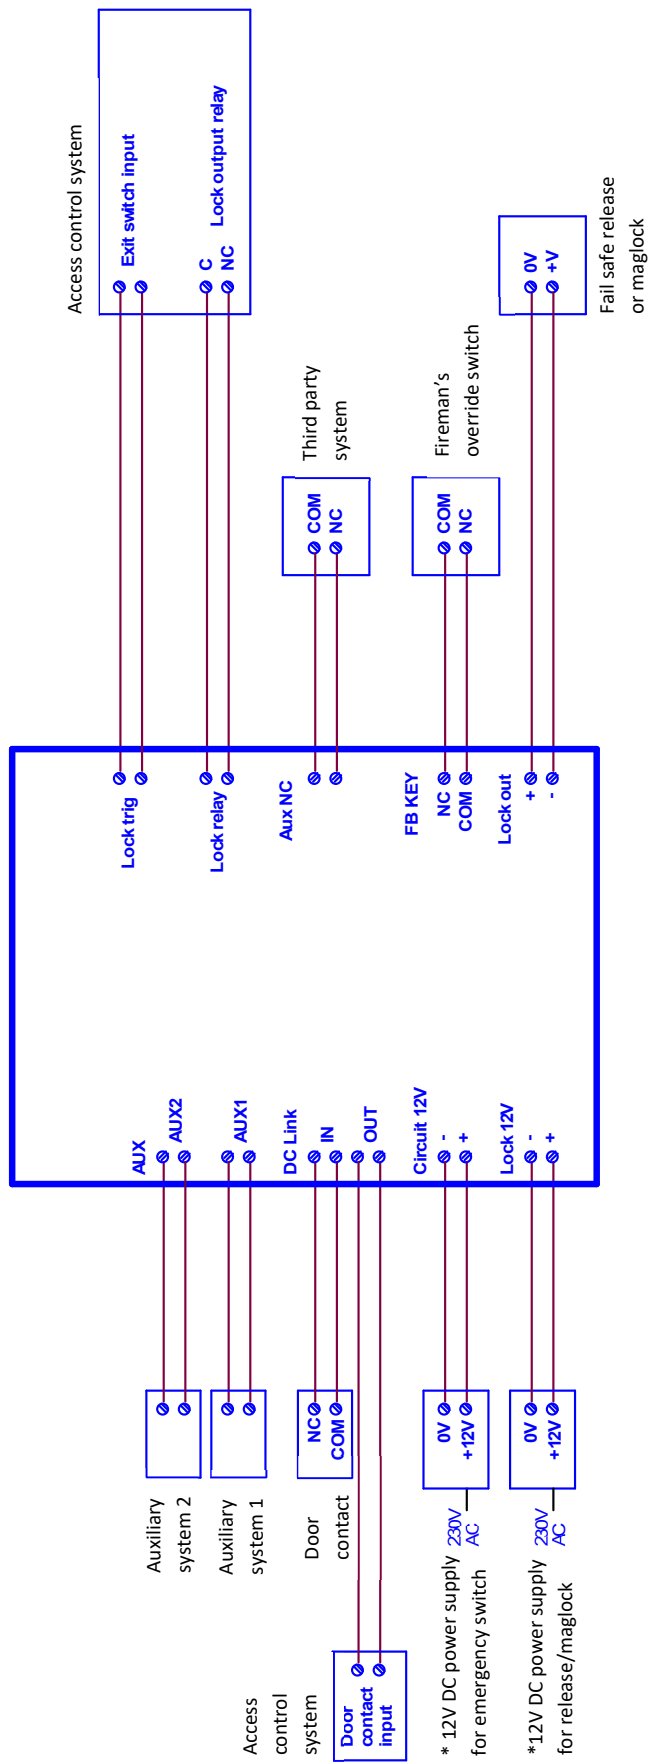 Access control system
Exit switch input
C
Lock output relay
NC
Lock trig
Lock relay
Aux NC
FB KEY
NC
COM
Lock out
+
-
Third party
system
COM
NC
Fireman's
override switch
COM
NC
Fail safe release
or maglock
0V
+V
AUX
AUX2
AUX1
DC Link
IN
OUT
Circuit 12V
-
+
Lock 12V
-
+
Auxiliary
system 2
Auxiliary
system 1
Door
contact
NC
COM
Access
control
system
Door
contact
input
* 12V DC power supply
for emergency switch
230V
AC
0V
+12V
*12V DC power supply
for release/maglock
230V
AC
0V
+12V